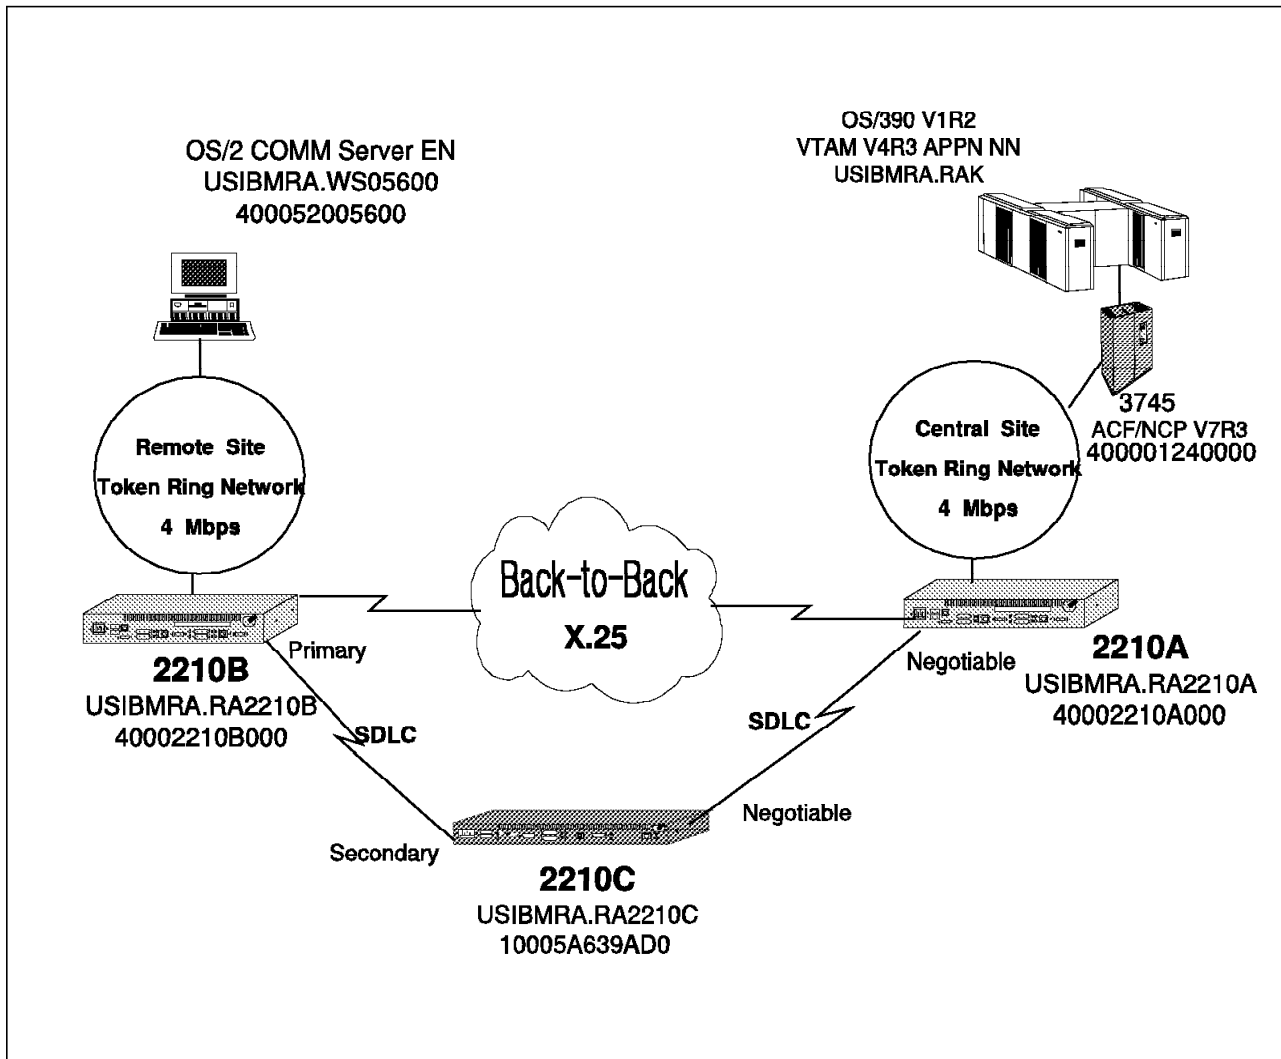 OS/390 V1R2
VTAM V4R3 APPN NN
USIBMRA.RAK
OS/2 COMM Server EN
USIBMRA.WS05600
400052005600
3745
ACF/NCP V7R3
400001240000
Remote Site
Token Ring Network
4 Mbps
Central Site
Token Ring Network
4 Mbps
Back-to-Back
X.25
Primary
2210B
USIBMRA.RA2210B
40002210B000
Negotiable
2210A
USIBMRA.RA2210A
40002210A000
SDLC
SDLC
Secondary
Negotiable
2210C
USIBMRA.RA2210C
10005A639AD0